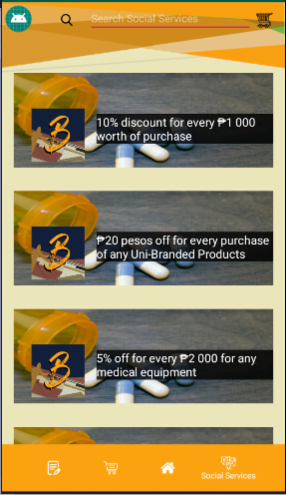 Search Social Services
B
10% discount for every ₱1 000
worth of purchase
B
₱20 pesos off for every purchase
of any Uni-Branded Products
B
5% off for every ₱2 000 for any
medical equipment
Social Services